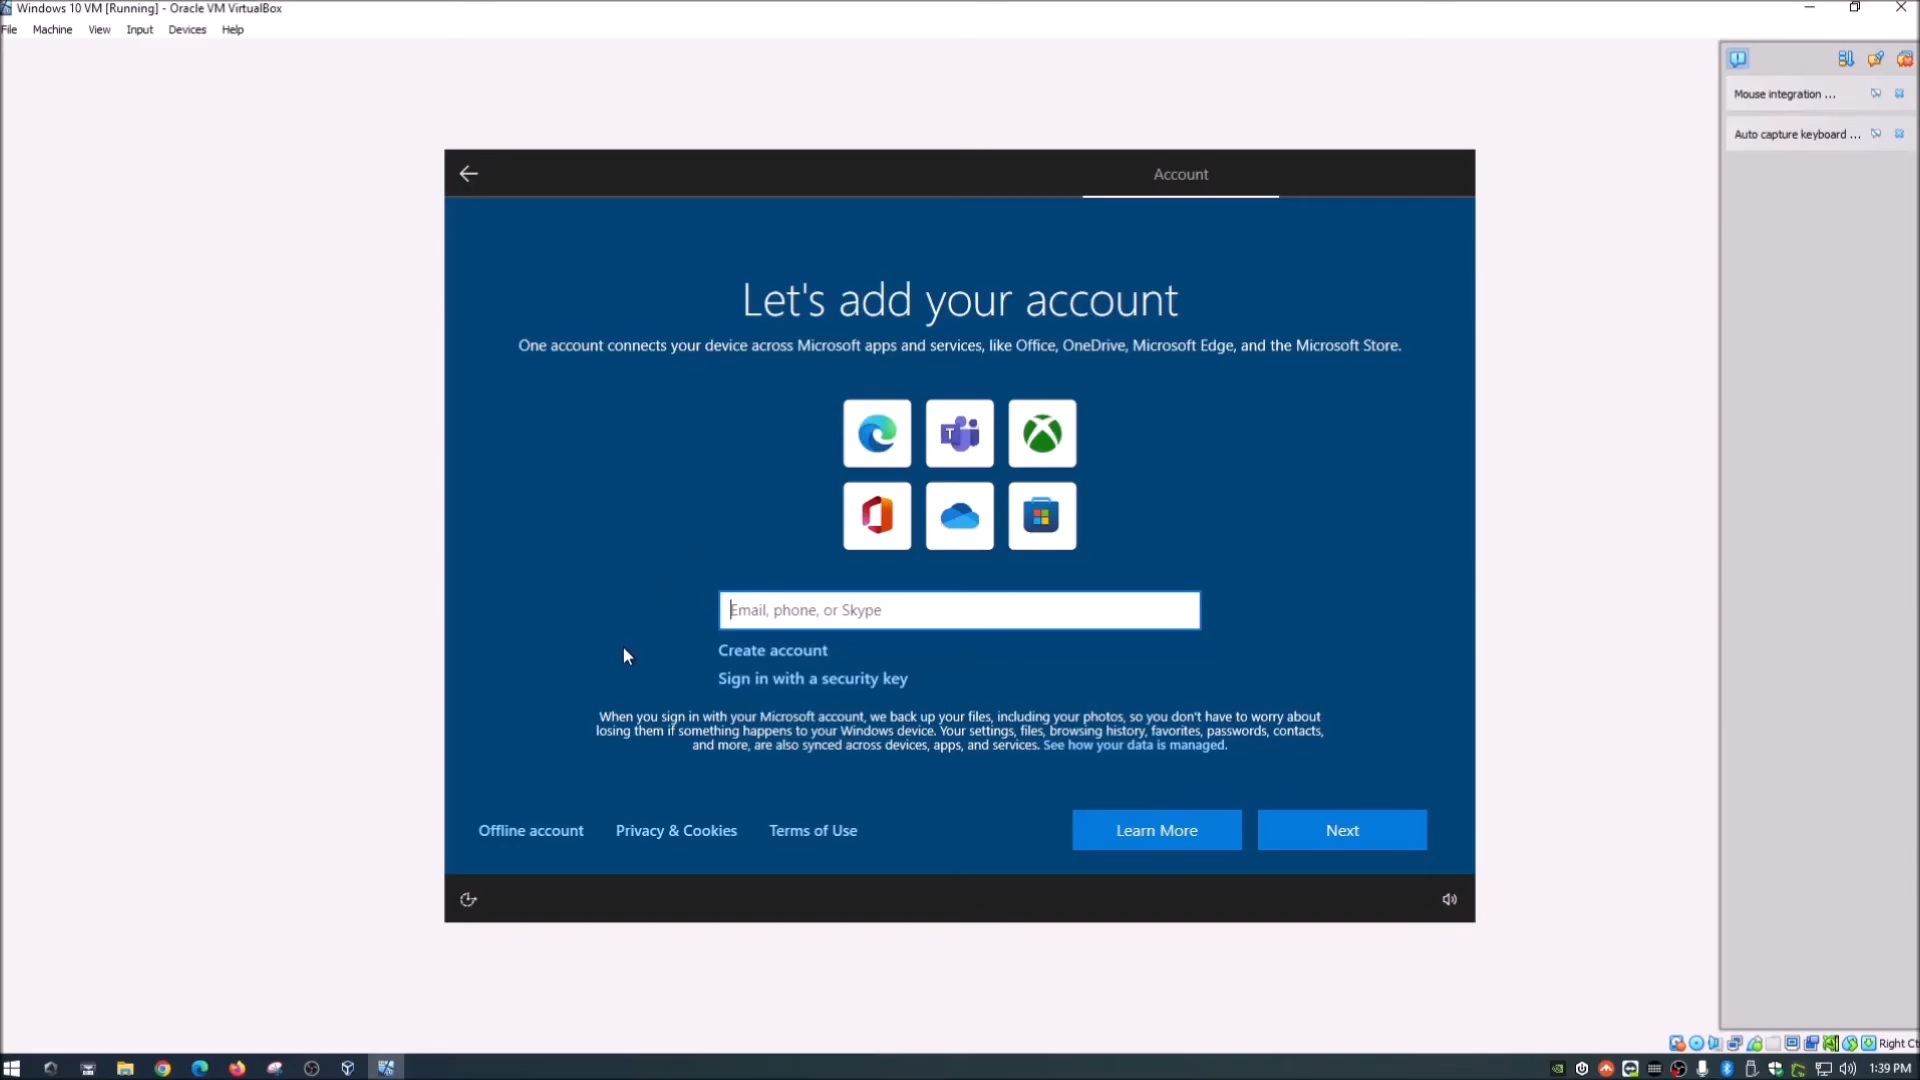 Windows 10 VM [Running] - Oracle VM VirtualBox
File Machine View Input Devices Help
Mouse integration ...
Auto capture keyboard ...
Account
Let's add your account
One account connects your device across Microsoft apps and services, like Office, OneDrive, Microsoft Edge, and the Microsoft Store.
Email, phone, or Skype
Create account
Sign in with a security key
When you sign in with your Microsoft account, we back up your files, including your photos, so you don't have to worry about
losing them if something happens to your Windows device. Your settings, files, browsing history, favorites, passwords, contacts,
and more, are also synced across devices, apps, and services. See how your data is managed.
Offline account Privacy & Cookies Terms of Use Learn More Next
Right Ct
1:39 PM